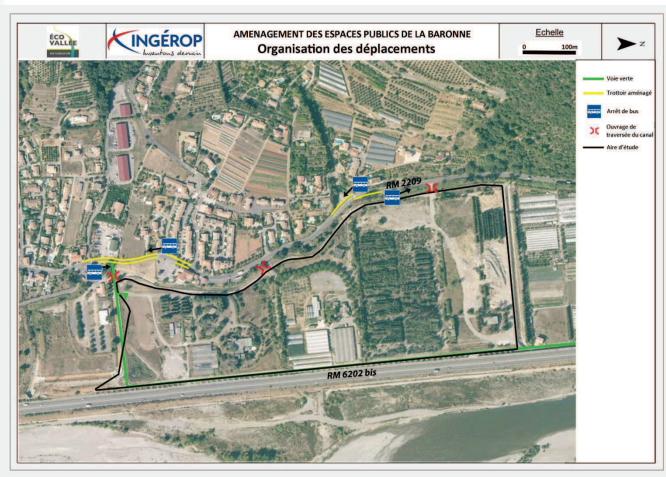 ÉCO
VALLÉE
INGÉROP
Inventons demain
AMENAGEMENT DES ESPACES PUBLICS DE LA BARONNE
Organisation des déplacements
Echelle
0 100m
N
Voie verte
Trottoir aménagé
Arrêt de bus
Ouvrage de
traversée du canal
Aire d'étude
RM 2209
RM 6202 bis